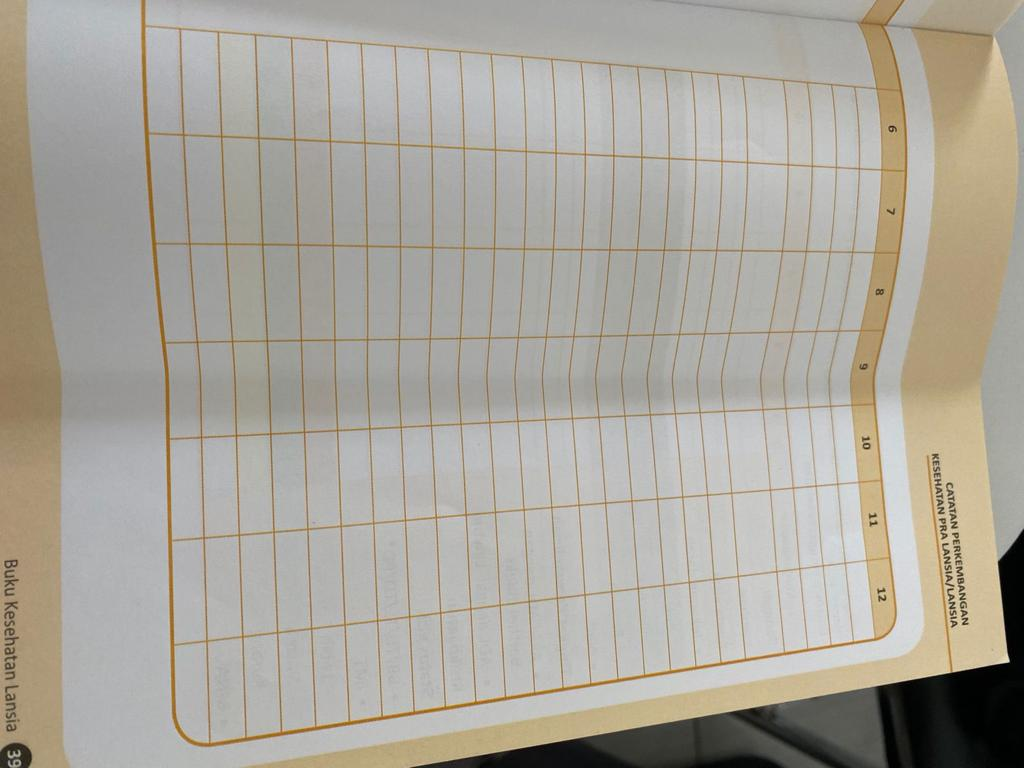 CATATAN PERKEMBANGAN
KESEHATAN PRA LANSIA/LANSIA
6 7 8 9 10 11 12
Buku Kesehatan Lansia 39